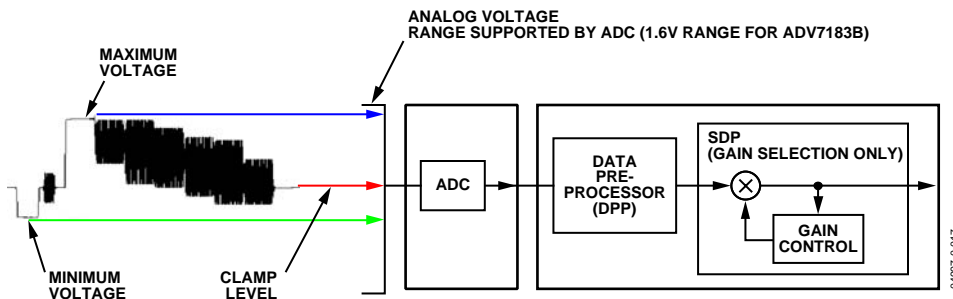 ANALOG VOLTAGE
RANGE SUPPORTED BY ADC (1.6V RANGE FOR ADV7183B)
MAXIMUM
VOLTAGE
SDP
(GAIN SELECTION ONLY)
DATA
PRE-
PROCESSOR
(DPP)
ADC
GAIN
CONTROL
MINIMUM
VOLTAGE
CLAMP
LEVEL